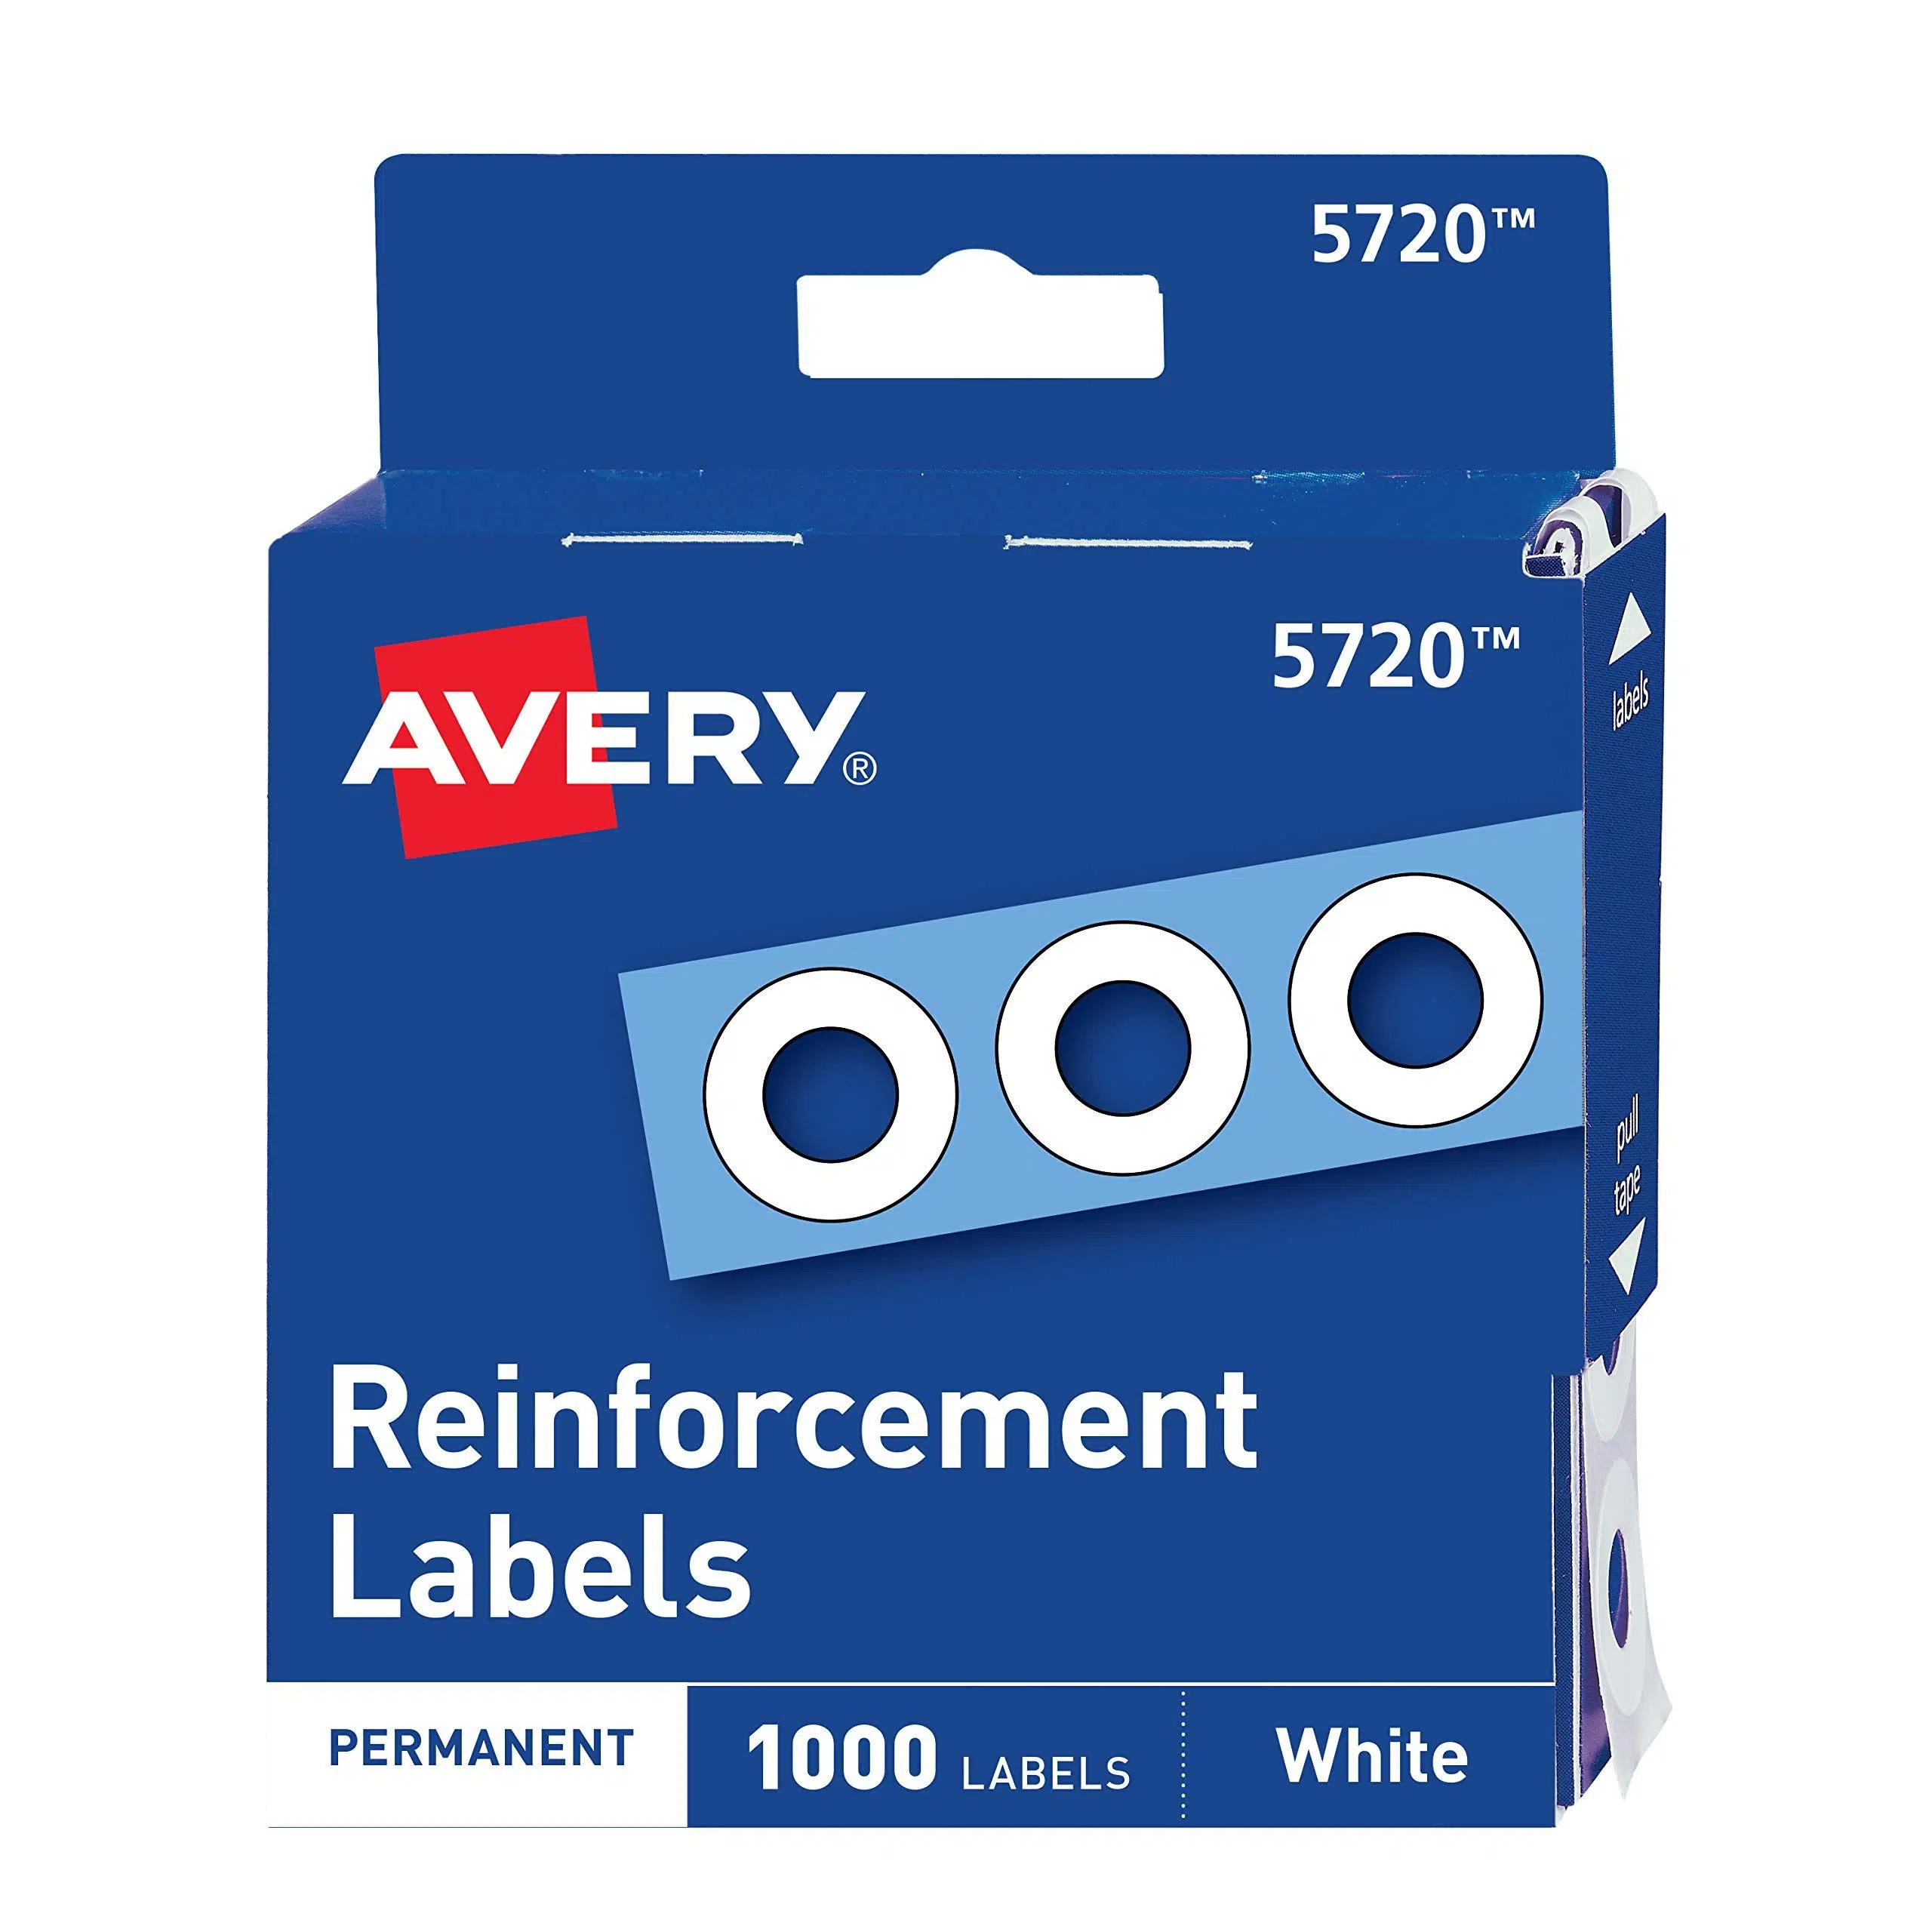 5720™
5720™
AVERY®
labels
pull
tape
Reinforcement
Labels
PERMANENT
1000 LABELS
White